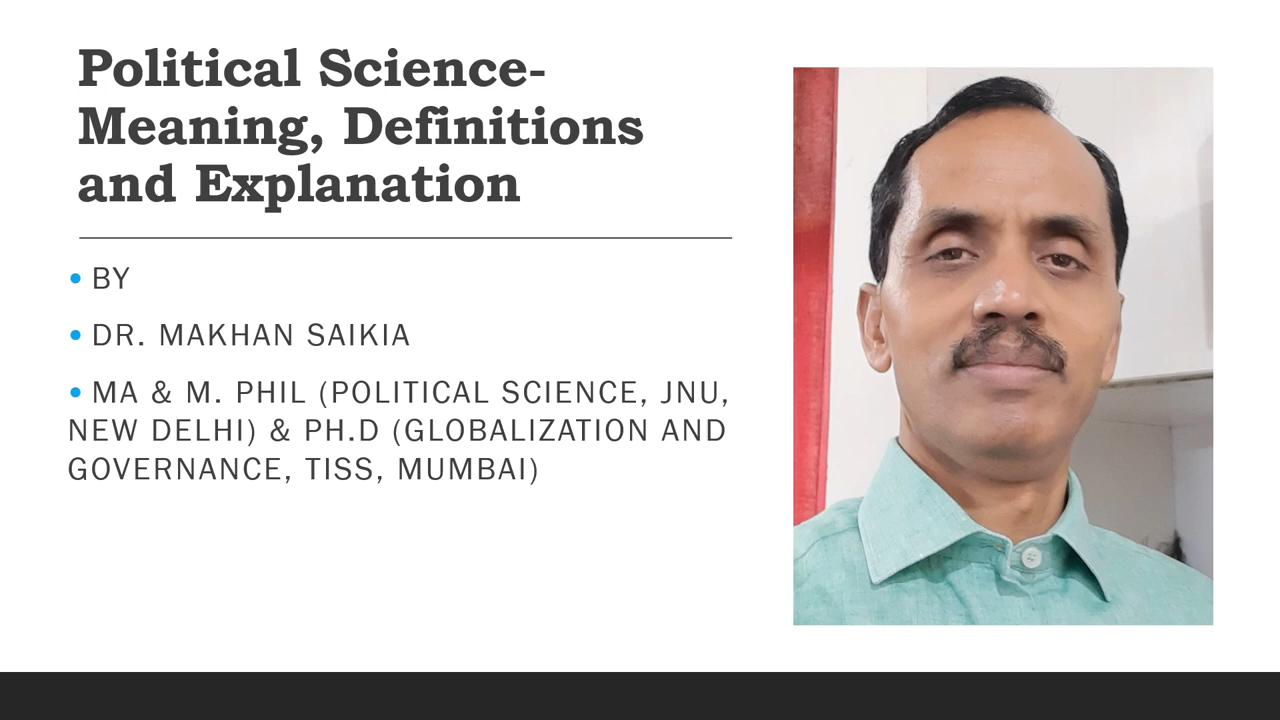 Political Science-
Meaning, Definitions
and Explanation
• BY
• DR. MAKHAN SAIKIA
• MA & M. PHIL (POLITICAL SCIENCE, JNU,
NEW DELHI) & PH.D (GLOBALIZATION AND
GOVERNANCE, TISS, MUMBAI)